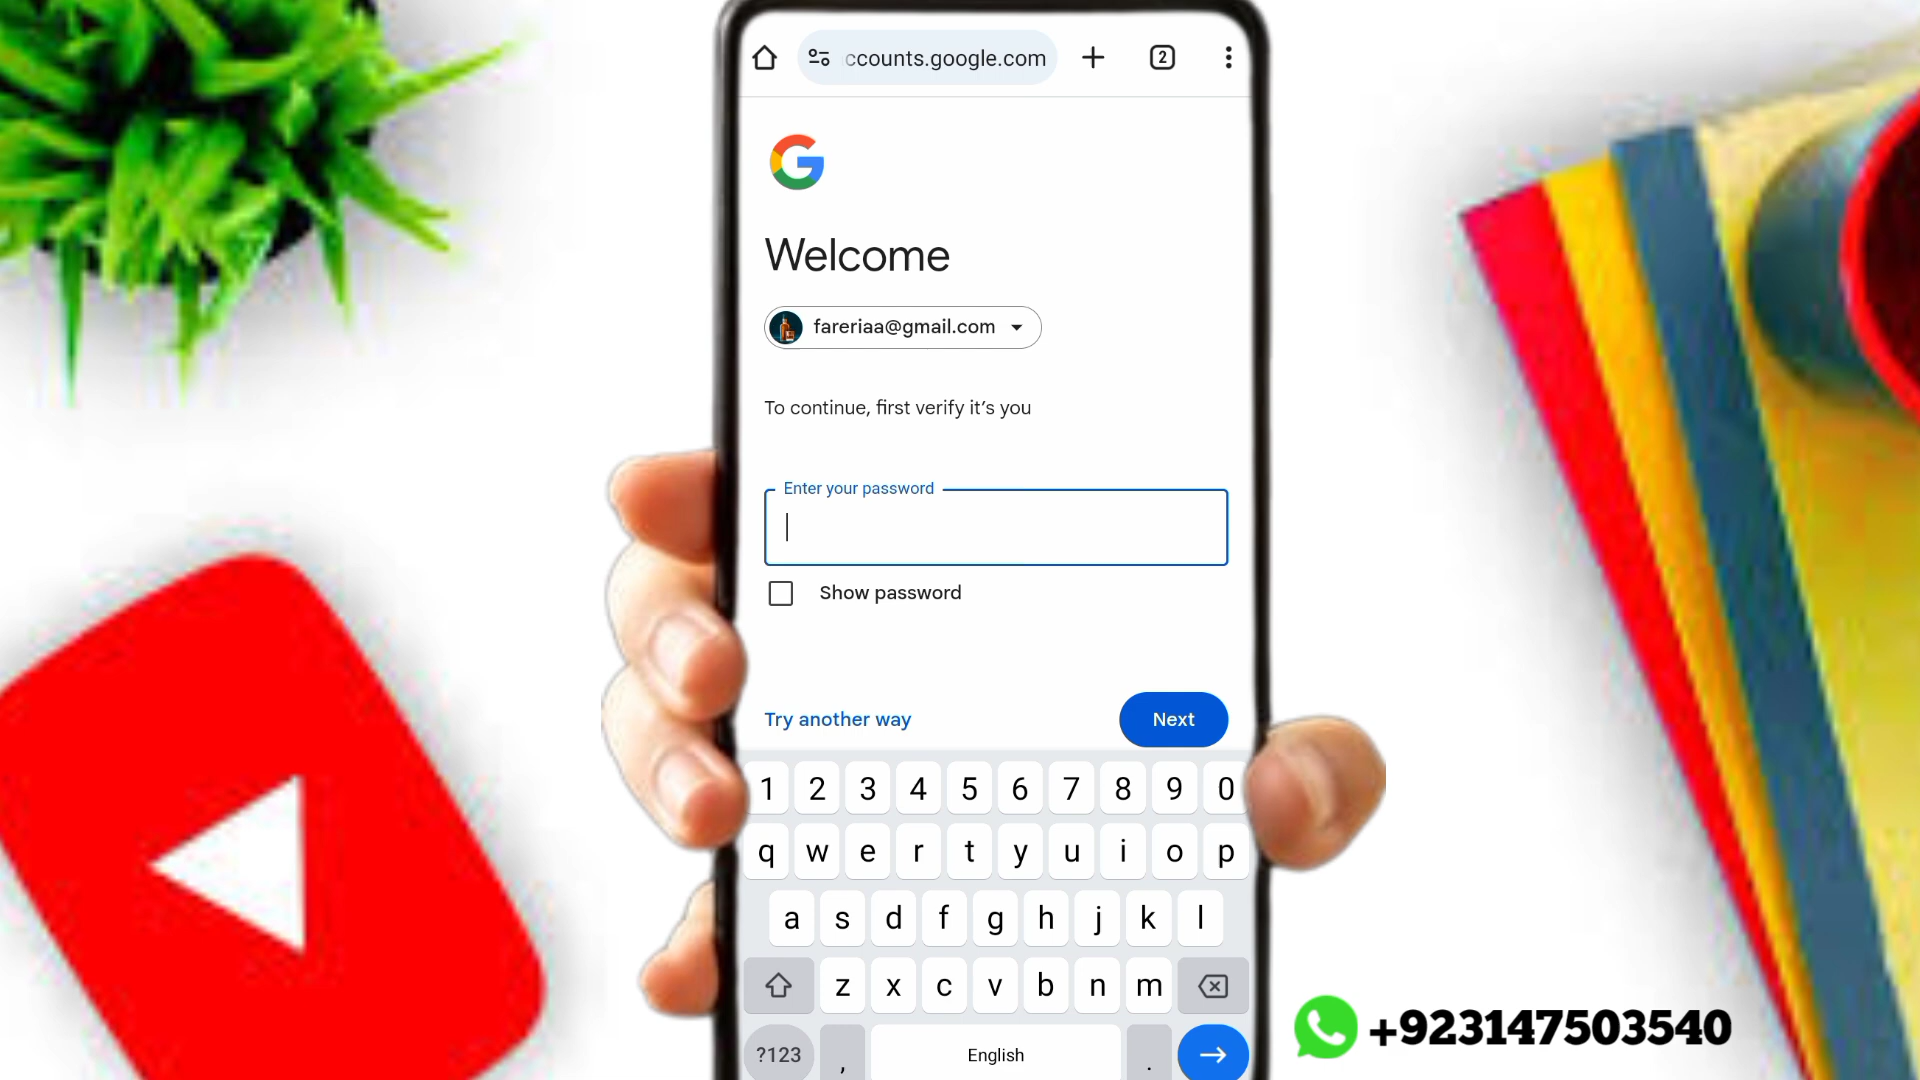 ccounts.google.com
2
Welcome
fareriaa@gmail.com
To continue, first verify it’s you
Enter your password
Show password
Try another way
Next
1 2 3 4 5 6 7 8 9 0
q w e r t y u i o p
a s d f g h j k l
z x c v b n m
?123 , English .
+923147503540